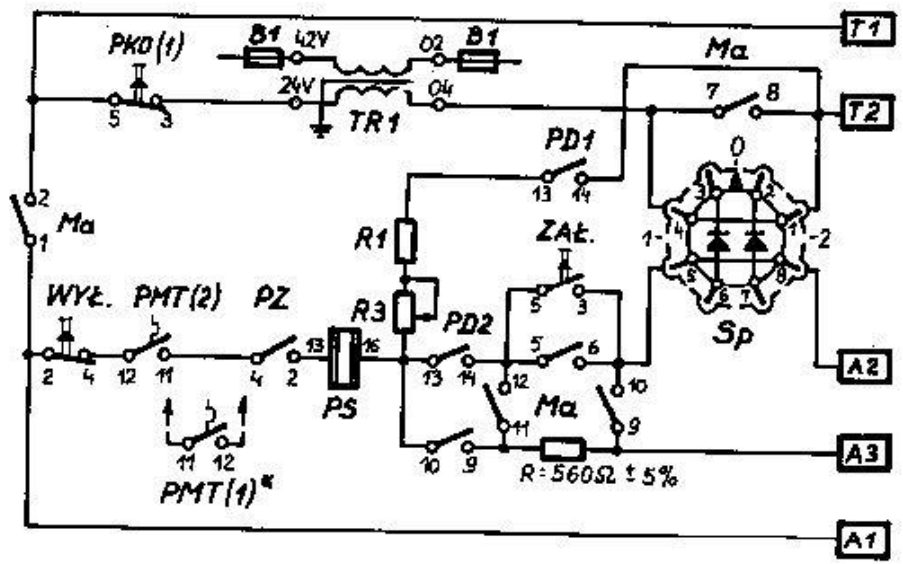 T1
PKO(1)
B1 42V 02 B1
Ma
5 3
24V 04
TR1
7 8
T2
PD1
0
13 14
3 2
4 1
1- -2
5 8
6 7
Sp
2
Ma
1
R1
ZAŁ.
5 3
WYŁ. PMT(2) PZ
R3
PD2
2 4 12 11 4 2
13 16
PS
13 14
5 6
12 10
Ma
11 9
A2
10 9
11 12
PMT(1)*
R=560Ω ± 5%
A3
A1